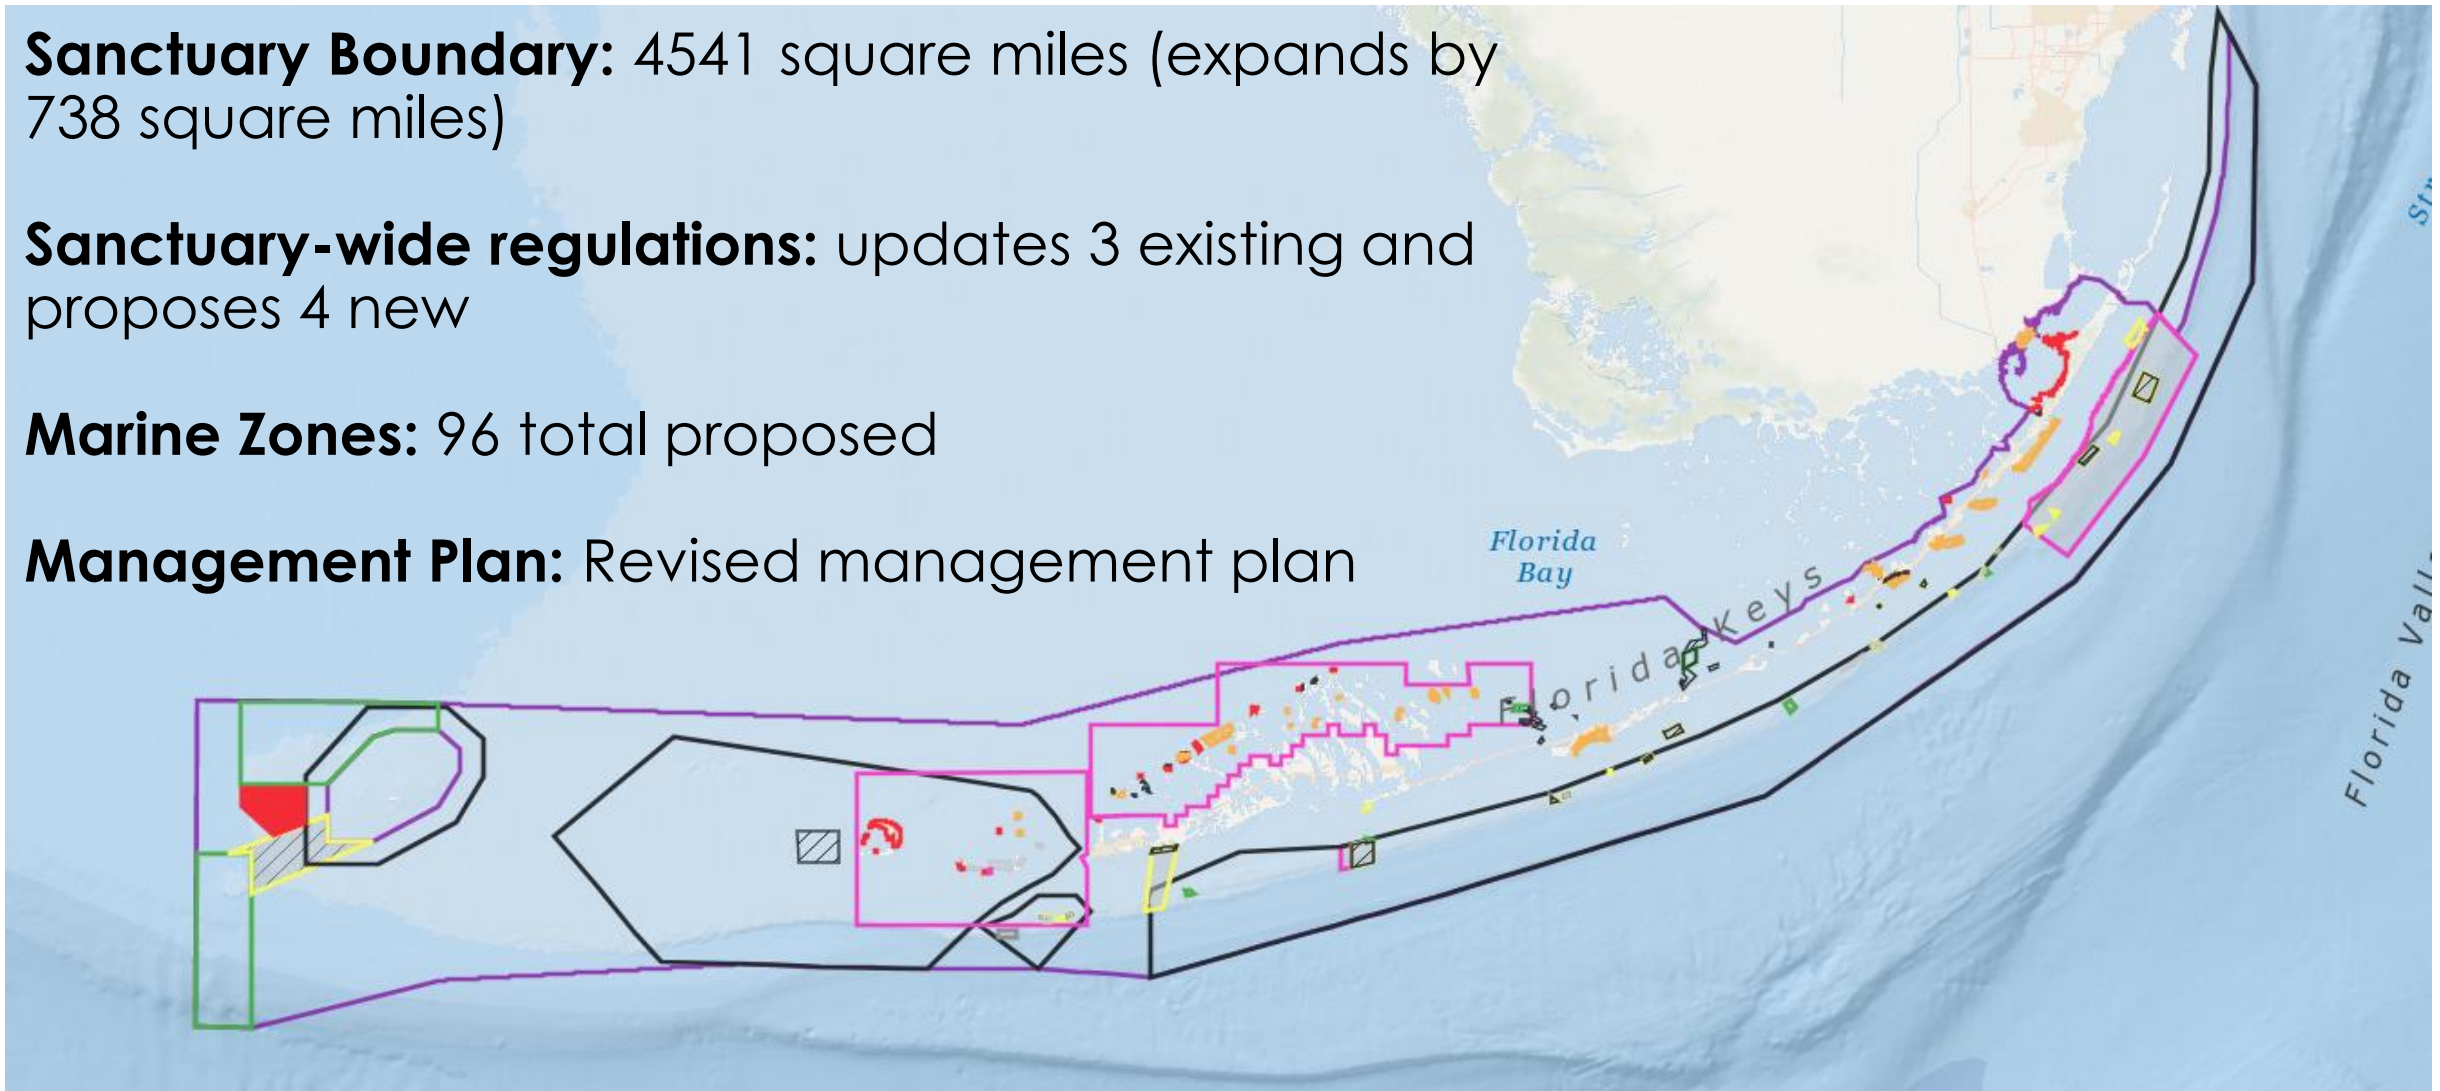 Sanctuary Boundary: 4541 square miles (expands by
738 square miles)
Sanctuary-wide regulations: updates 3 existing and
proposes 4 new
Marine Zones: 96 total proposed
Management Plan: Revised management plan
Florida
Bay
Florida Keys
Florida